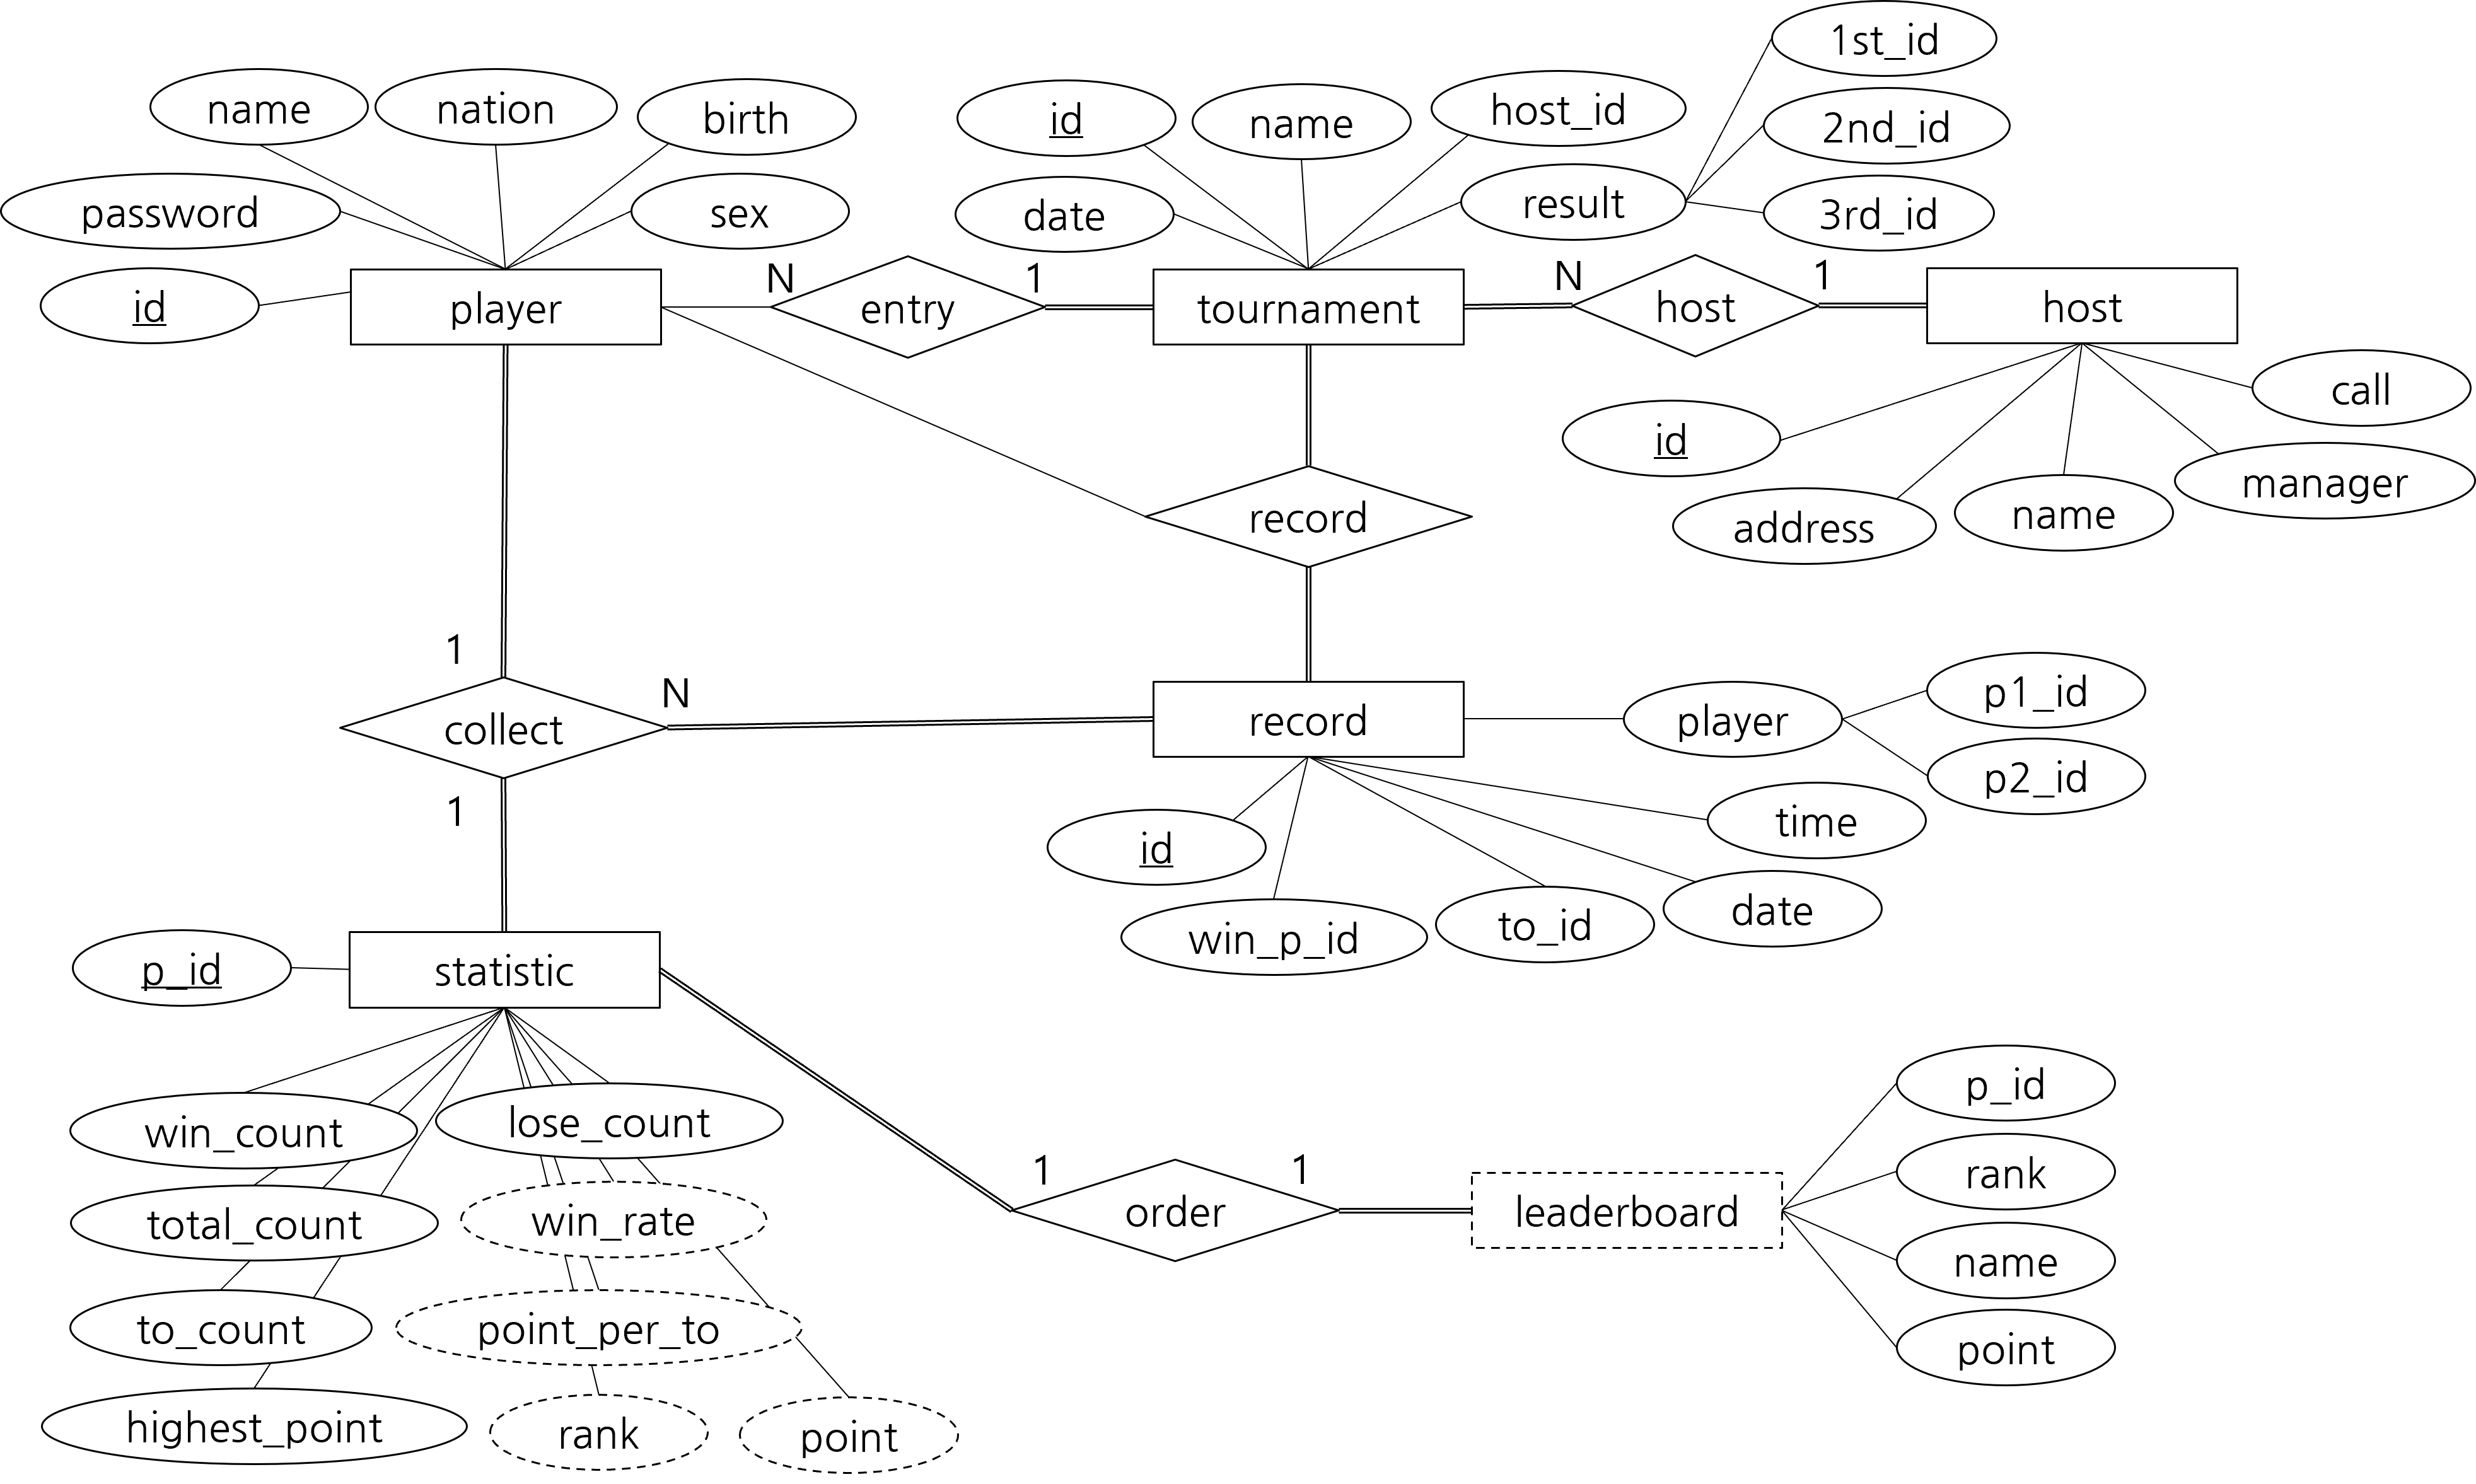 1st_id
name
nation
birth
id
name
host_id
2nd_id
password
sex
date
result
3rd_id
id
player
N
entry
1
tournament
N
host
1
host
call
id
manager
address
name
record
1
collect
N
record
player
p1_id
p2_id
1
time
id
win_p_id
to_id
date
p_id
statistic
win_count
lose_count
total_count
win_rate
to_count
point_per_to
highest_point
rank
point
1
order
1
leaderboard
p_id
rank
name
point